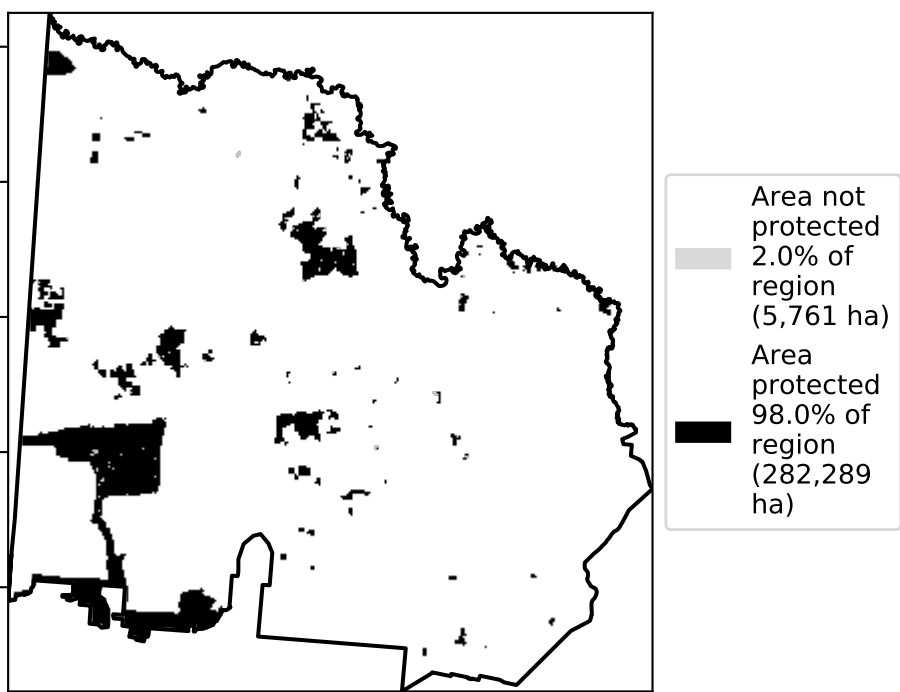 Area not
protected
2.0% of
region
(5,761 ha)
Area
protected
98.0% of
region
(282,289
ha)